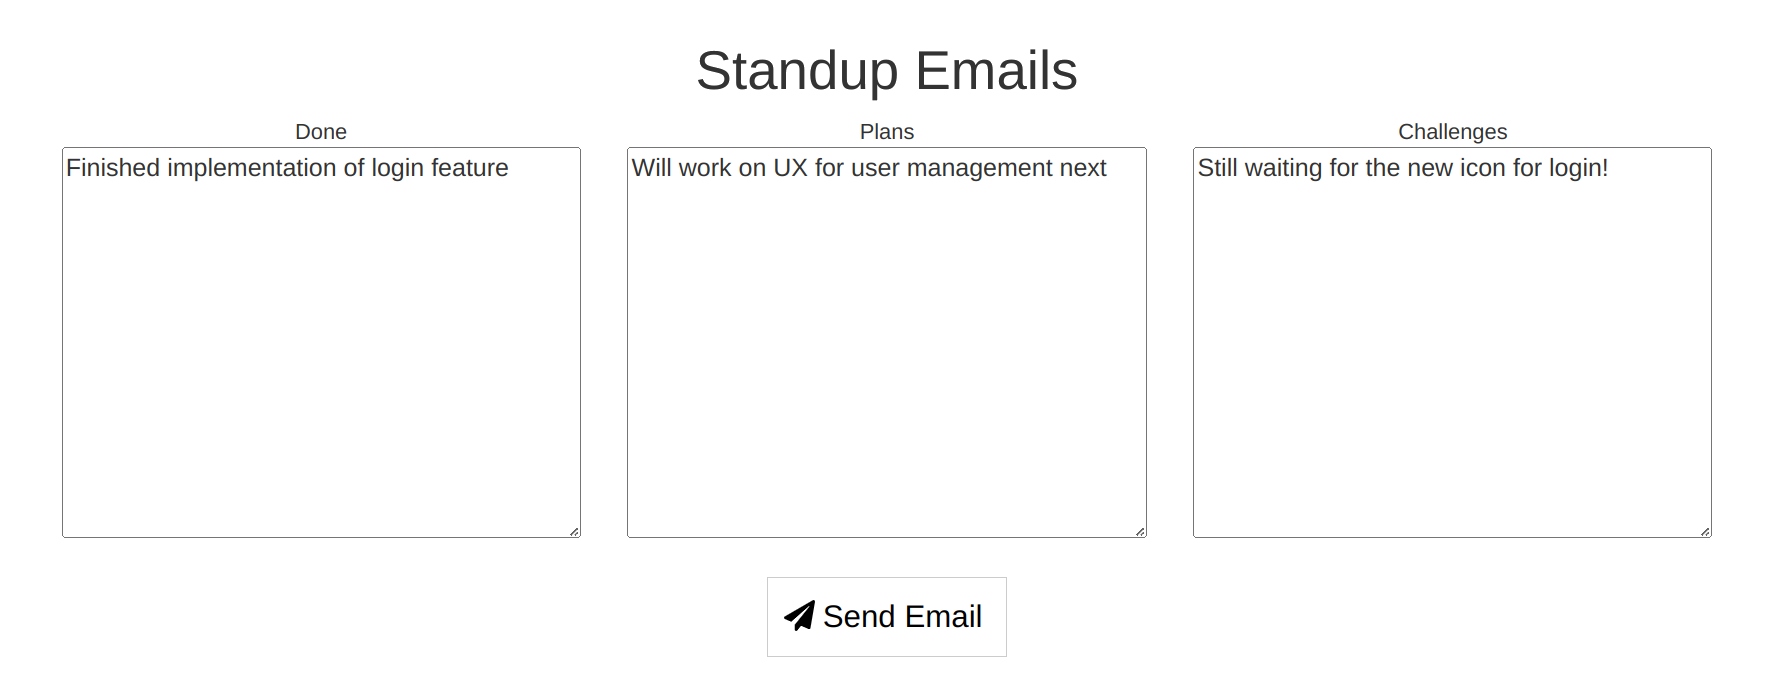 Standup Emails
Done
Plans
Challenges
Finished implementation of login feature
Will work on UX for user management next
Still waiting for the new icon for login!
Send Email